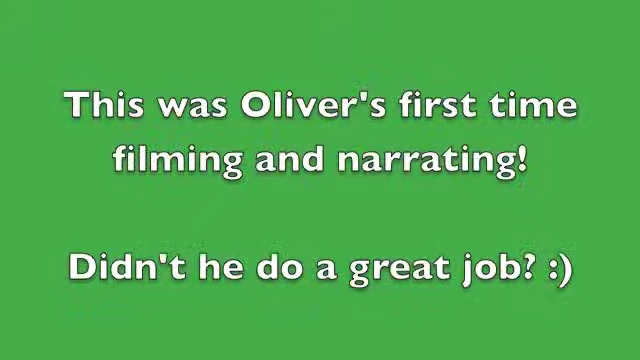 This was Oliver's first time
filming and narrating!
Didn't he do a great job? :)